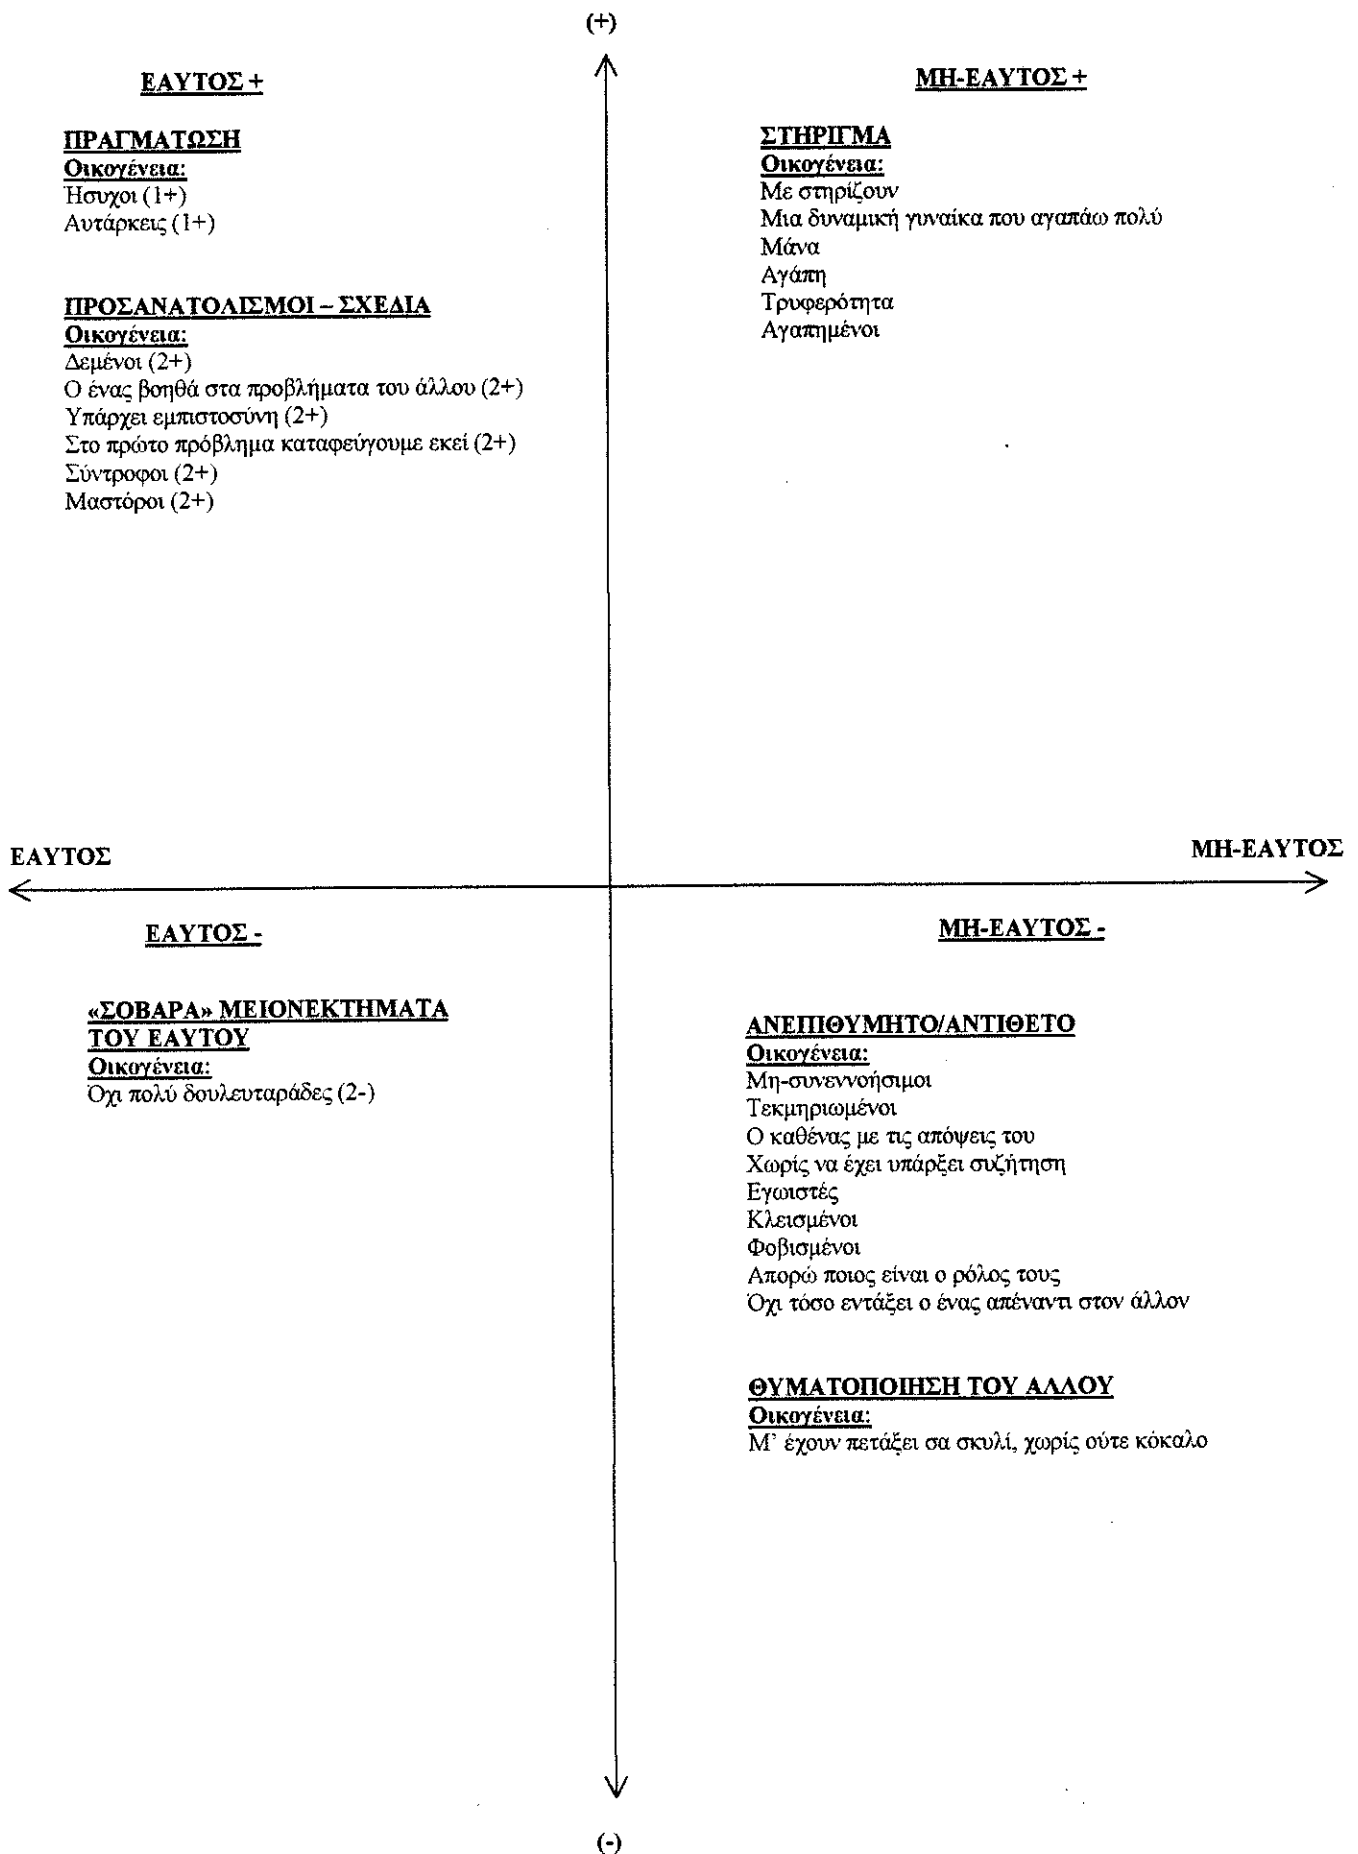 (+)
ΕΑΥΤΟΣ +
ΠΡΑΓΜΑΤΩΣΗ
Οικογένεια:
Ήσυχοι (1+)
Αυτάρκεις (1+)
ΠΡΟΣΑΝΑΤΟΛΙΣΜΟΙ – ΣΧΕΔΙΑ
Οικογένεια:
Δεμένοι (2+)
Ο ένας βοηθά στα προβλήματα του άλλου (2+)
Υπάρχει εμπιστοσύνη (2+)
Στο πρώτο πρόβλημα καταφεύγουμε εκεί (2+)
Σύντροφοι (2+)
Μαστόροι (2+)
ΜΗ-ΕΑΥΤΟΣ +
ΣΤΗΡΙΓΜΑ
Οικογένεια:
Με στηρίζουν
Μια δυναμική γυναίκα που αγαπάω πολύ
Μάνα
Αγάπη
Τρυφερότητα
Αγαπημένοι
ΕΑΥΤΟΣ
ΜΗ-ΕΑΥΤΟΣ
ΕΑΥΤΟΣ -
«ΣΟΒΑΡΑ» ΜΕΙΟΝΕΚΤΗΜΑΤΑ
ΤΟΥ ΕΑΥΤΟΥ
Οικογένεια:
Όχι πολύ δουλευταράδες (2-)
ΜΗ-ΕΑΥΤΟΣ -
ΑΝΕΠΙΘΥΜΗΤΟ/ΑΝΤΙΘΕΤΟ
Οικογένεια:
Μη-συνεννοήσιμοι
Τεκμηριωμένοι
Ο καθένας με τις απόψεις του
Χωρίς να έχει υπάρξει συζήτηση
Εγωιστές
Κλεισμένοι
Φοβισμένοι
Απορώ ποιος είναι ο ρόλος τους
Όχι τόσο εντάξει ο ένας απέναντι στον άλλον
ΘΥΜΑΤΟΠΟΙΗΣΗ ΤΟΥ ΑΛΛΟΥ
Οικογένεια:
Μ' έχουν πετάξει σα σκυλί, χωρίς ούτε κόκαλο
(-)